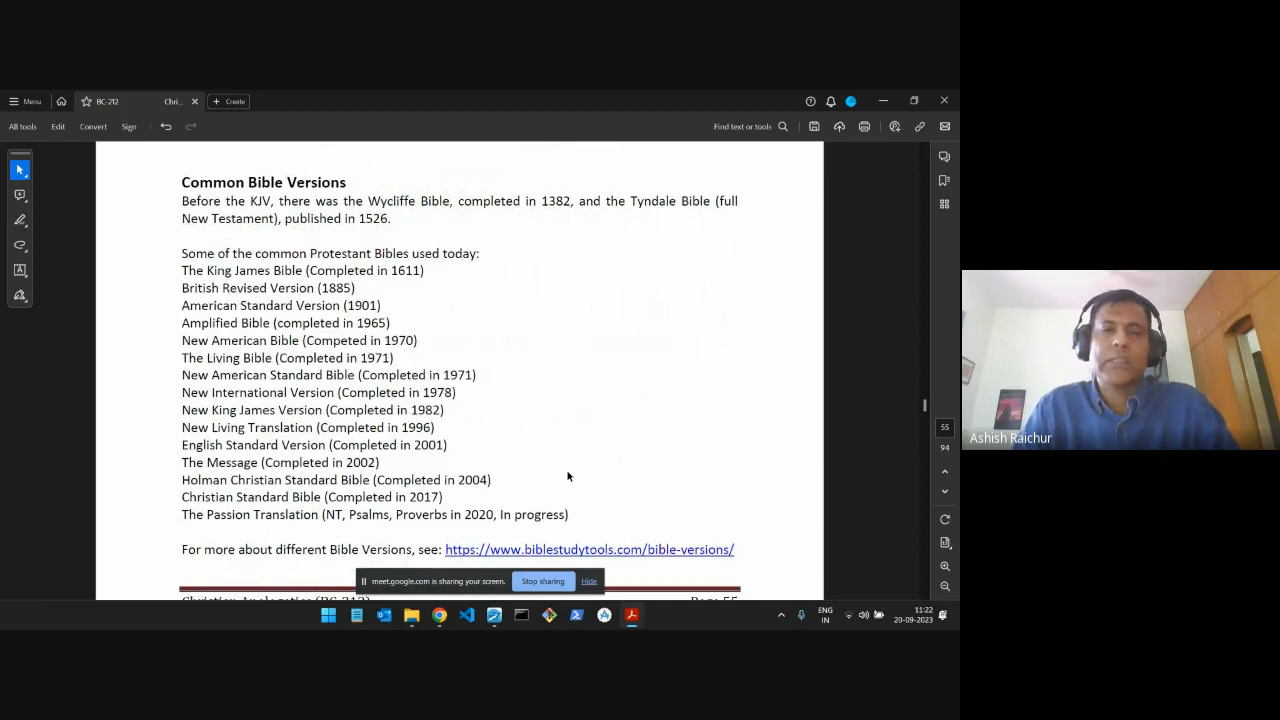 Menu
BC-212
Chri...
Create
All tools
Edit
Convert
Sign
Find text or tools
Common Bible Versions
Before the KJV, there was the Wycliffe Bible, completed in 1382, and the Tyndale Bible (full
New Testament), published in 1526.
Some of the common Protestant Bibles used today:
The King James Bible (Completed in 1611)
British Revised Version (1885)
American Standard Version (1901)
Amplified Bible (completed in 1965)
New American Bible (Competed in 1970)
The Living Bible (Completed in 1971)
New American Standard Bible (Completed in 1971)
New International Version (Completed in 1978)
New King James Version (Completed in 1982)
New Living Translation (Completed in 1996)
English Standard Version (Completed in 2001)
The Message (Completed in 2002)
Holman Christian Standard Bible (Completed in 2004)
Christian Standard Bible (Completed in 2017)
The Passion Translation (NT, Psalms, Proverbs in 2020, In progress)
For more about different Bible Versions, see: https://www.biblestudytools.com/bible-versions/
Christian Apologetics (BC-212)
Page 55
meet.google.com is sharing your screen.
Stop sharing
Hide
55
94
ENG
IN
11:22
20-09-2023
Ashish Raichur